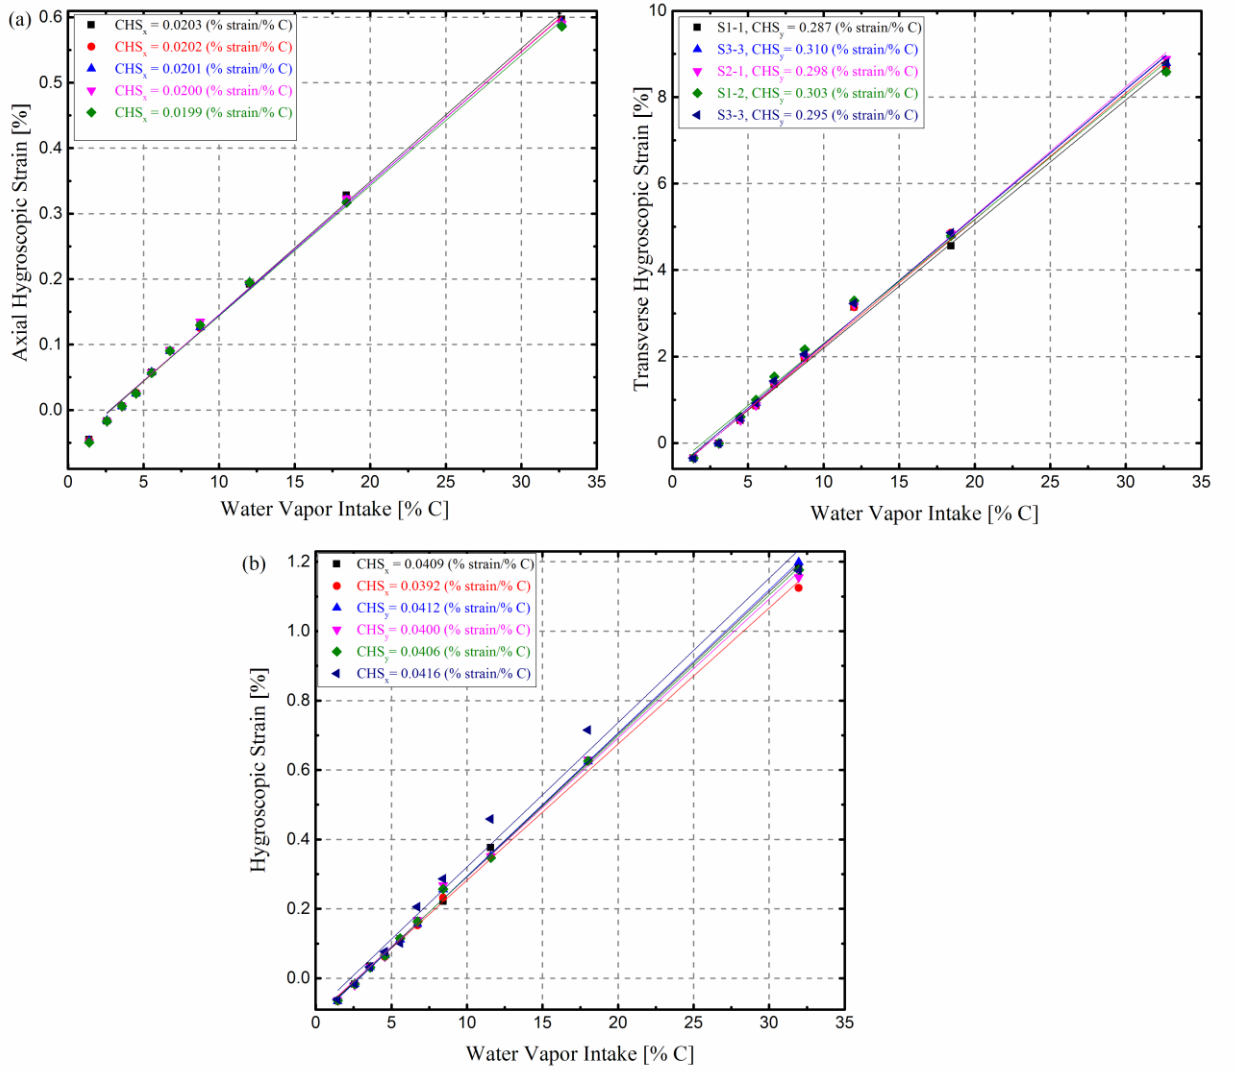 (a)
CHSx = 0.0203 (% strain/% C)
CHSx = 0.0202 (% strain/% C)
CHSx = 0.0201 (% strain/% C)
CHSx = 0.0200 (% strain/% C)
CHSx = 0.0199 (% strain/% C)
0.6
0.5
0.4
0.3
0.2
0.1
0.0
Axial Hygroscopic Strain [%]
0 5 10 15 20 25 30 35
Water Vapor Intake [% C]
S1-1, CHSy = 0.287 (% strain/% C)
S3-3, CHSy = 0.310 (% strain/% C)
S2-1, CHSy = 0.298 (% strain/% C)
S1-2, CHSy = 0.303 (% strain/% C)
S3-3, CHSy = 0.295 (% strain/% C)
10
8
6
4
2
0
Transverse Hygroscopic Strain [%]
0 5 10 15 20 25 30 35
Water Vapor Intake [% C]
(b)
CHSx = 0.0409 (% strain/% C)
CHSx = 0.0392 (% strain/% C)
CHSy = 0.0412 (% strain/% C)
CHSy = 0.0400 (% strain/% C)
CHSy = 0.0406 (% strain/% C)
CHSx = 0.0416 (% strain/% C)
1.2
1.0
0.8
0.6
0.4
0.2
0.0
Hygroscopic Strain [%]
0 5 10 15 20 25 30 35
Water Vapor Intake [% C]